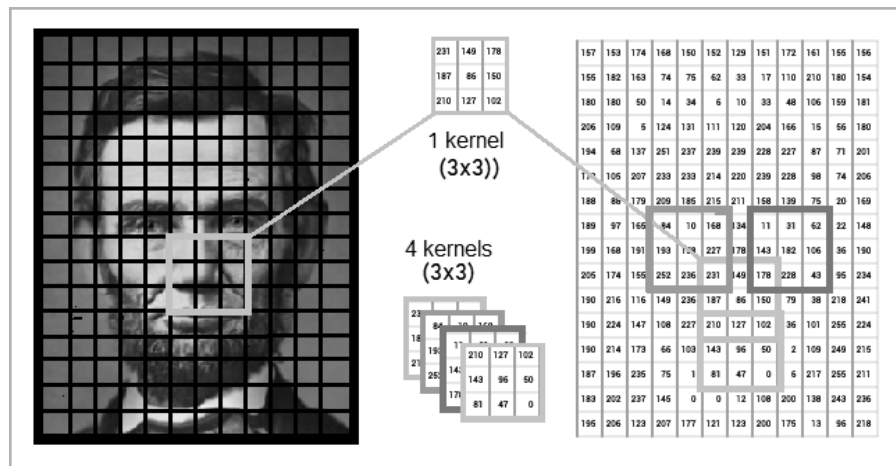 231 149 178
187 86 150
210 127 102
1 kernel
(3x3))
4 kernels
(3x3)
210 127 102
143 96 50
81 47 0
157 153 174 168 150 152 129 151 172 161 155 156
155 182 163 74 75 62 33 17 110 210 180 154
180 180 50 14 34 6 10 33 48 106 159 181
206 109 5 124 131 111 120 204 166 15 56 180
194 68 137 251 237 239 239 228 227 87 71 201
105 207 233 233 214 220 239 228 98 74 206
188 88 179 209 185 215 211 158 139 75 20 169
189 97 165 84 10 168 134 11 31 62 22 148
199 168 191 193 227 178 143 182 106 36 190
205 174 155 252 236 231 149 178 228 43 95 234
190 216 116 149 236 187 86 150 79 38 218 241
190 224 147 108 227 210 127 102 36 101 255 224
190 214 173 66 103 143 96 50 2 109 249 215
187 196 235 75 1 81 47 0 6 217 255 211
183 202 237 145 0 0 12 108 200 138 243 236
195 206 123 207 177 121 123 200 175 13 96 218